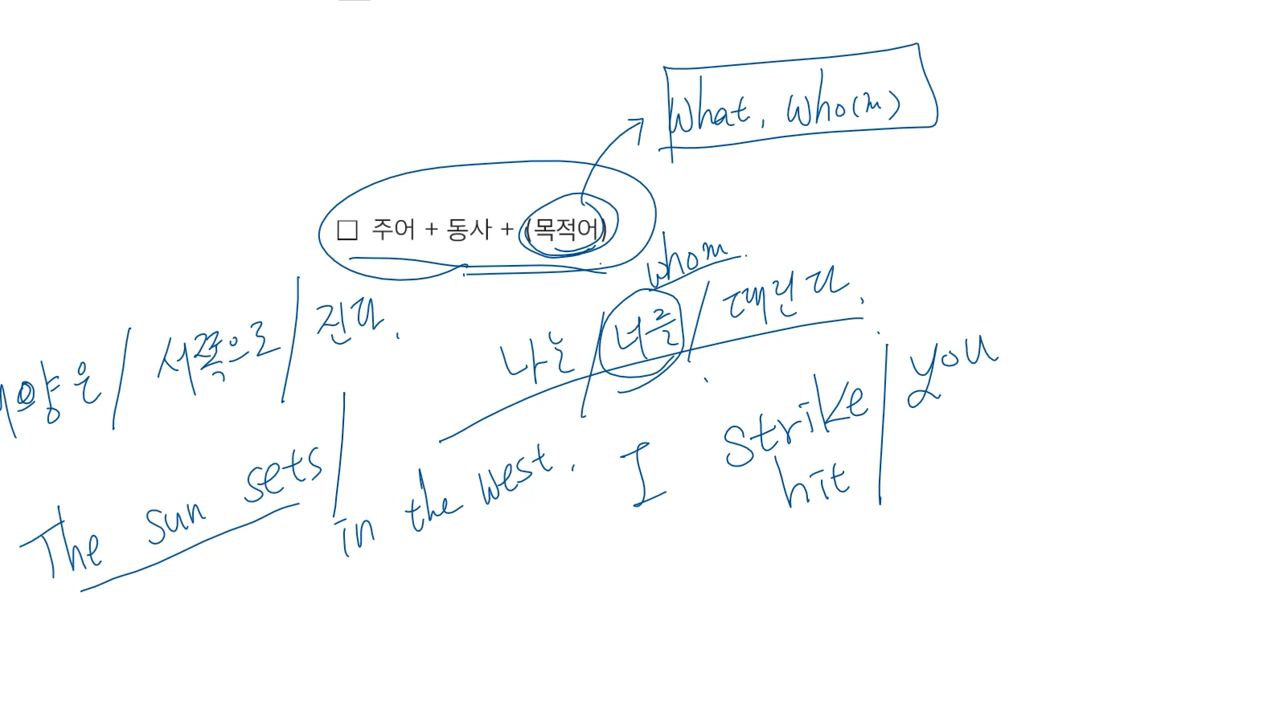 What, who(m)
□ 주어 + 동사 + (목적어)
whom
양은 / 서쪽으로 / 진다.
나는 / 너를 / 때린다.
The sun sets / in the west.
I strike / you
hit